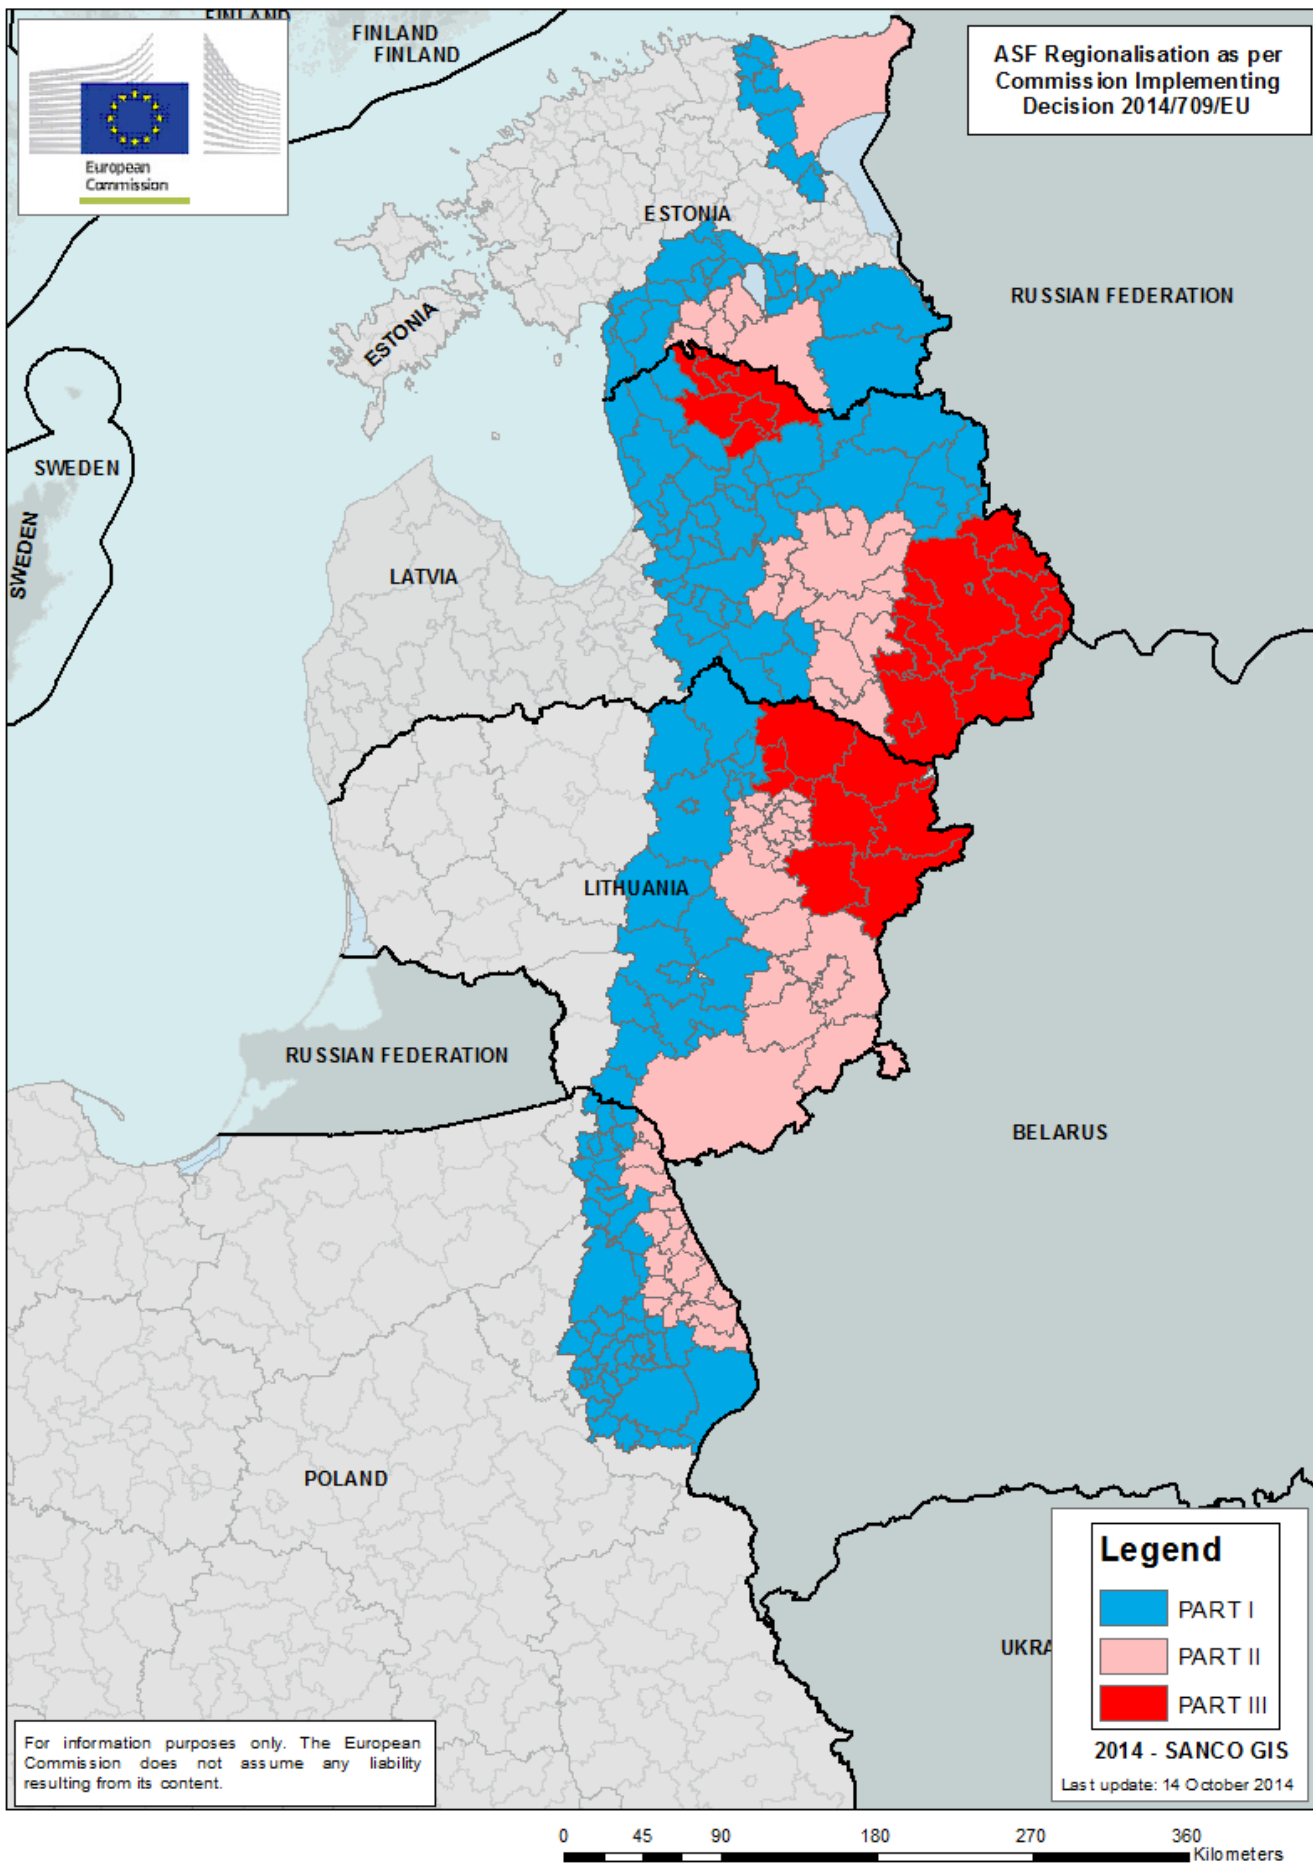 FINLAND
FINLAND
FINLAND
European
Commission
ASF Regionalisation as per
Commission Implementing
Decision 2014/709/EU
ESTONIA
RUSSIAN FEDERATION
ESTONIA
SWEDEN
SWEDEN
LATVIA
LITHUANIA
RUSSIAN FEDERATION
BELARUS
POLAND
UKRA
Legend
PART I
PART II
PART III
2014 - SANCO GIS
Last update: 14 October 2014
For information purposes only. The European
Commission does not assume any liability
resulting from its content.
0 45 90 180 270 360
Kilometers